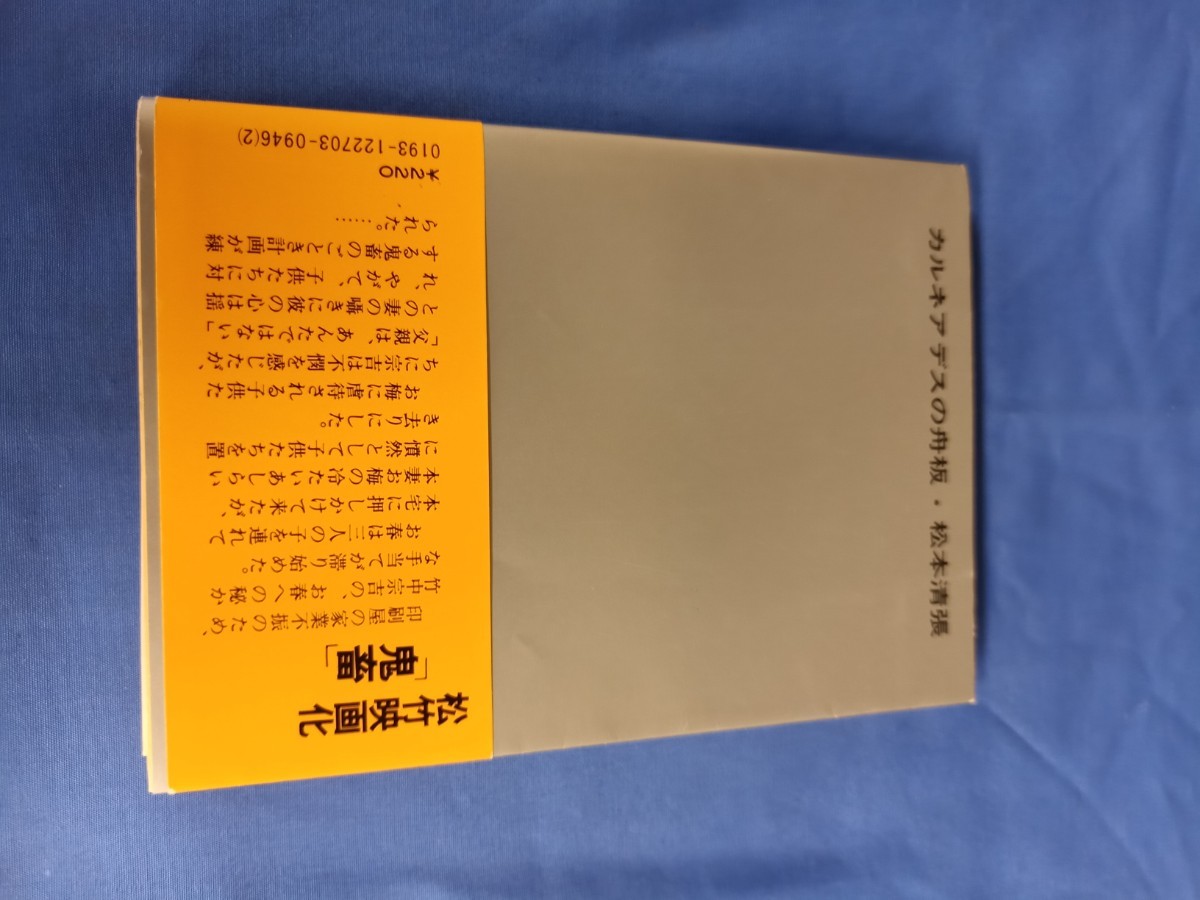 カルネアデスの舟板・松本清張
松竹映画化
「鬼畜」
印刷屋の家業不振のため、
竹中宗吉の、お春への秘か
な手当てが滞り始めた。
お春は三人の子を連れて
本宅に押しかけて来たが、
本妻お梅の冷たいあしらい
に憤然として子供たちを置
き去りにした。
お梅に虐待される子供た
ちに宗吉は不憫を感じたが、
「父親は、あんたではない」
との妻の囁きに彼の心は揺
れ、やがて、子供たちに対
する鬼畜のごとき計画が練
られた。……
¥220
0193-122703-0946(2)